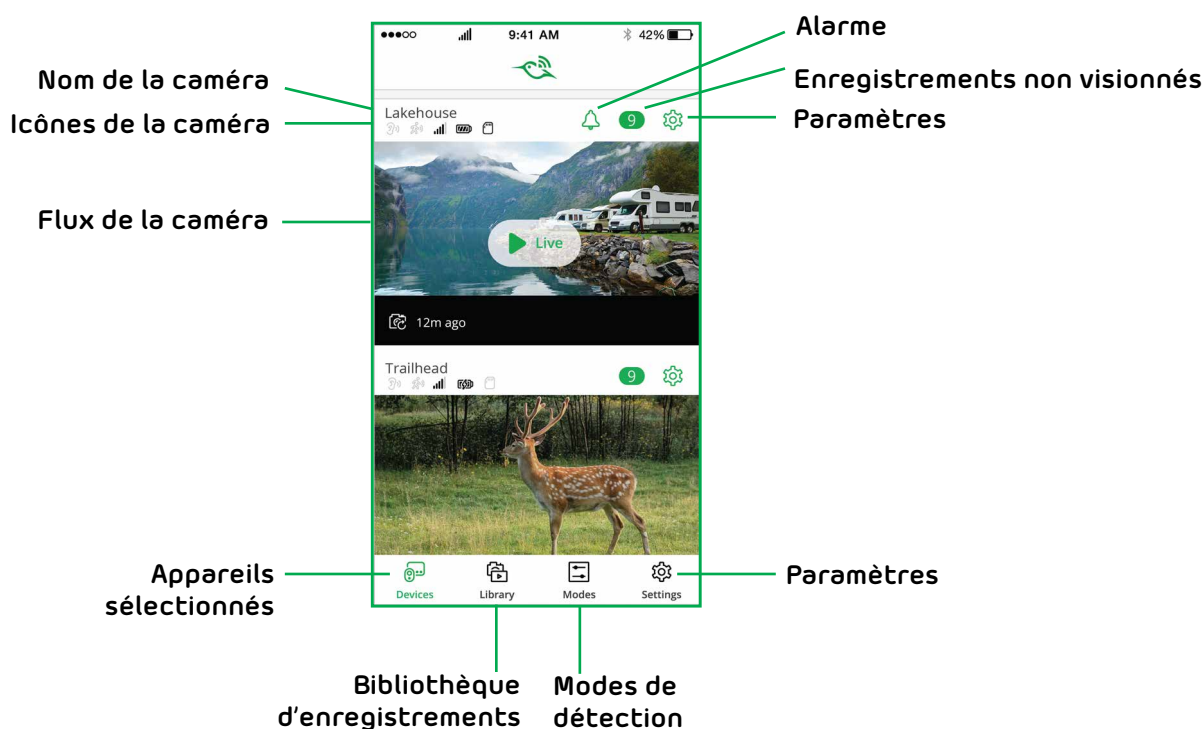 9:41 AM
42%
Alarme
Nom de la caméra
Enregistrements non visionnés
Icônes de la caméra
Lakehouse
9
Paramètres
Flux de la caméra
Live
12m ago
Trailhead
9
Appareils
sélectionnés
Devices
Library
Modes
Settings
Paramètres
Bibliothèque
d'enregistrements
Modes de
détection